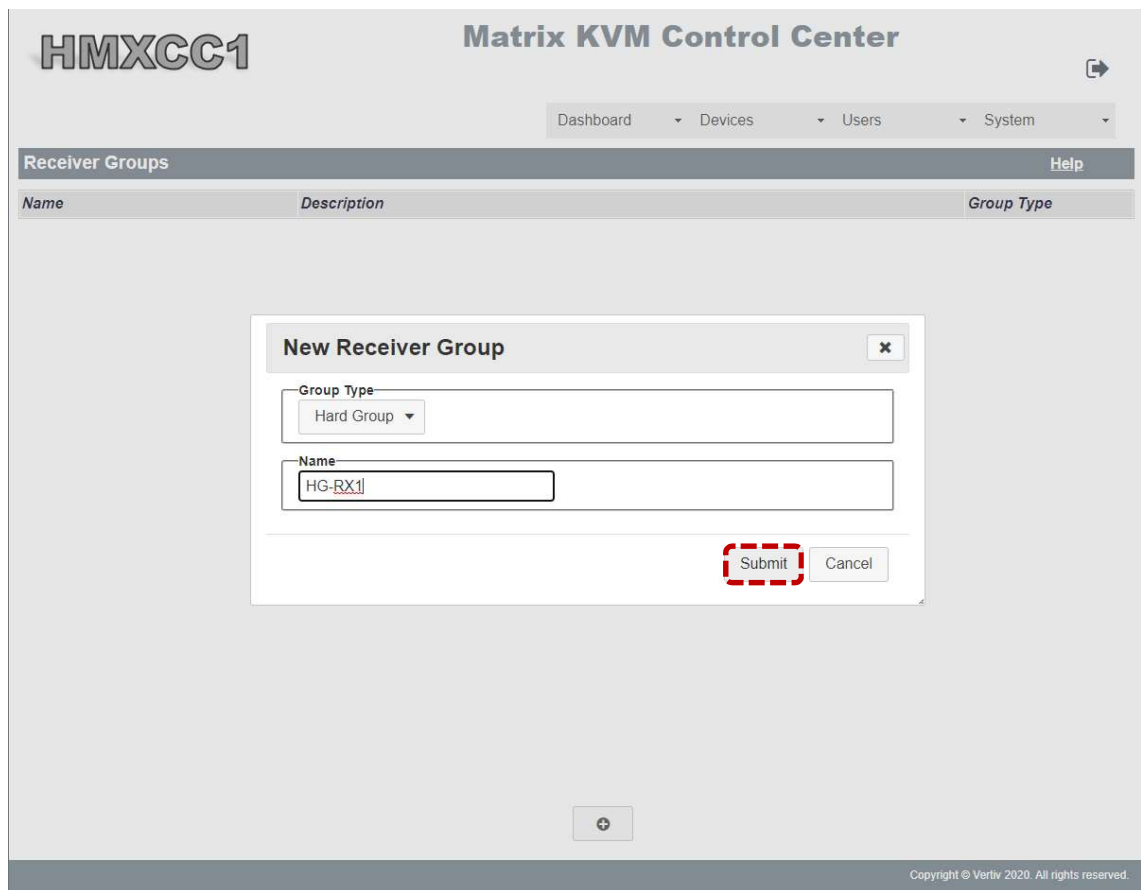 HMXCC1
Matrix KVM Control Center
Dashboard Devices Users System
Receiver Groups Help
Name Description Group Type
New Receiver Group
Group Type
Hard Group
Name
HG-RX1
Submit Cancel
Copyright © Vertiv 2020. All rights reserved.